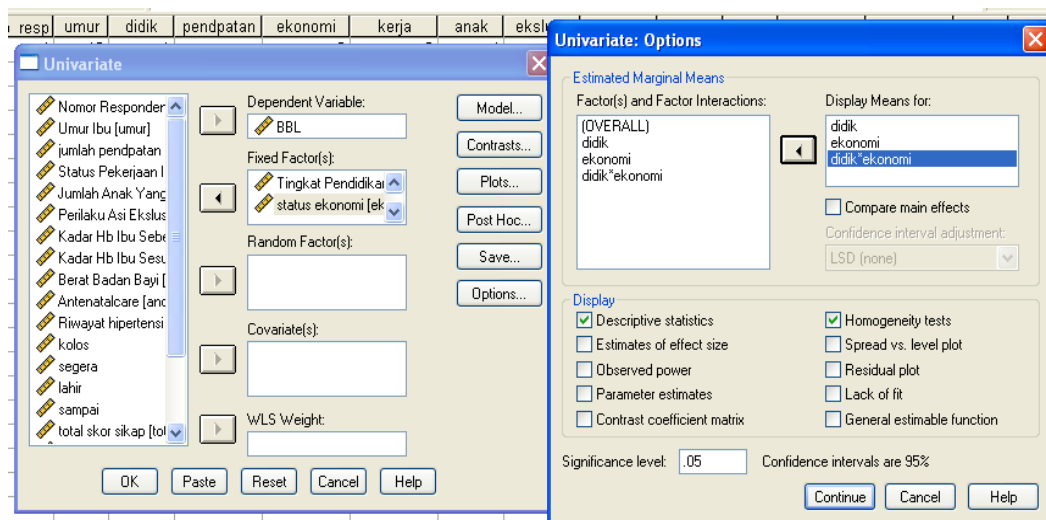 resp umur didik pendpatan ekonomi kerja anak
Univariate
Nomor Responden
Umur Ibu [umur]
jumlah pendpatan
Status Pekerjaan I
Jumlah Anak Yang
Perilaku Asi Ekslus
Kadar Hb Ibu Sebe
Kadar Hb Ibu Sesu
Berat Badan Bayi [
Antenatalcare [anc
Riwayat hipertensi
kolos
segera
lahir
sampai
total skor sikap [tot
Dependent Variable:
BBL
Fixed Factor(s):
Tingkat Pendidikan
status ekonomi [ek
Random Factor(s):
Covariate(s):
WLS Weight:
Model...
Contrasts...
Plots...
Post Hoc...
Save...
Options...
OK Paste Reset Cancel Help
Univariate: Options
Estimated Marginal Means
Factor(s) and Factor Interactions:
(OVERALL)
didik
ekonomi
didik*ekonomi
Display Means for:
didik
ekonomi
didik*ekonomi
Compare main effects
Confidence interval adjustment:
LSD (none)
Display
Descriptive statistics
Homogeneity tests
Estimates of effect size
Spread vs. level plot
Observed power
Residual plot
Parameter estimates
Lack of fit
Contrast coefficient matrix
General estimable function
Significance level: .05 Confidence intervals are 95%
Continue Cancel Help